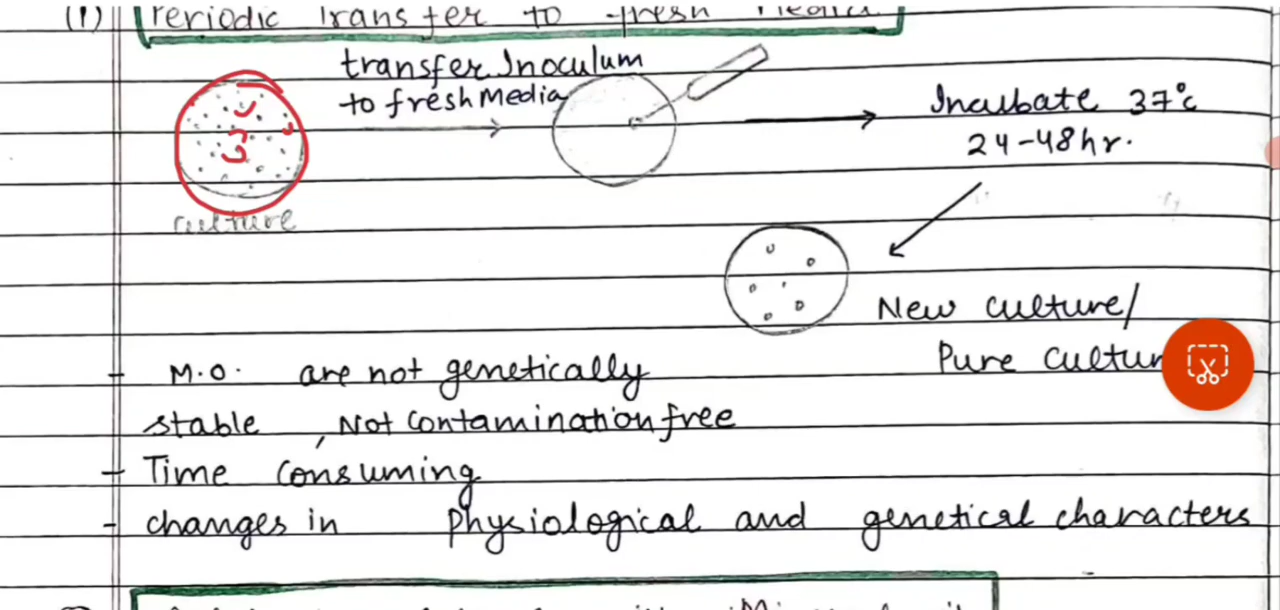 (1) Periodic Transfer to fresh Media
transfer Inoculum
to fresh Media
Incubate 37°c
24-48hr.
culture
New culture/
Pure cultur
- M.O. are not genetically
stable , Not Contamination free
- Time Consuming
- changes in Physiological and genetical characters